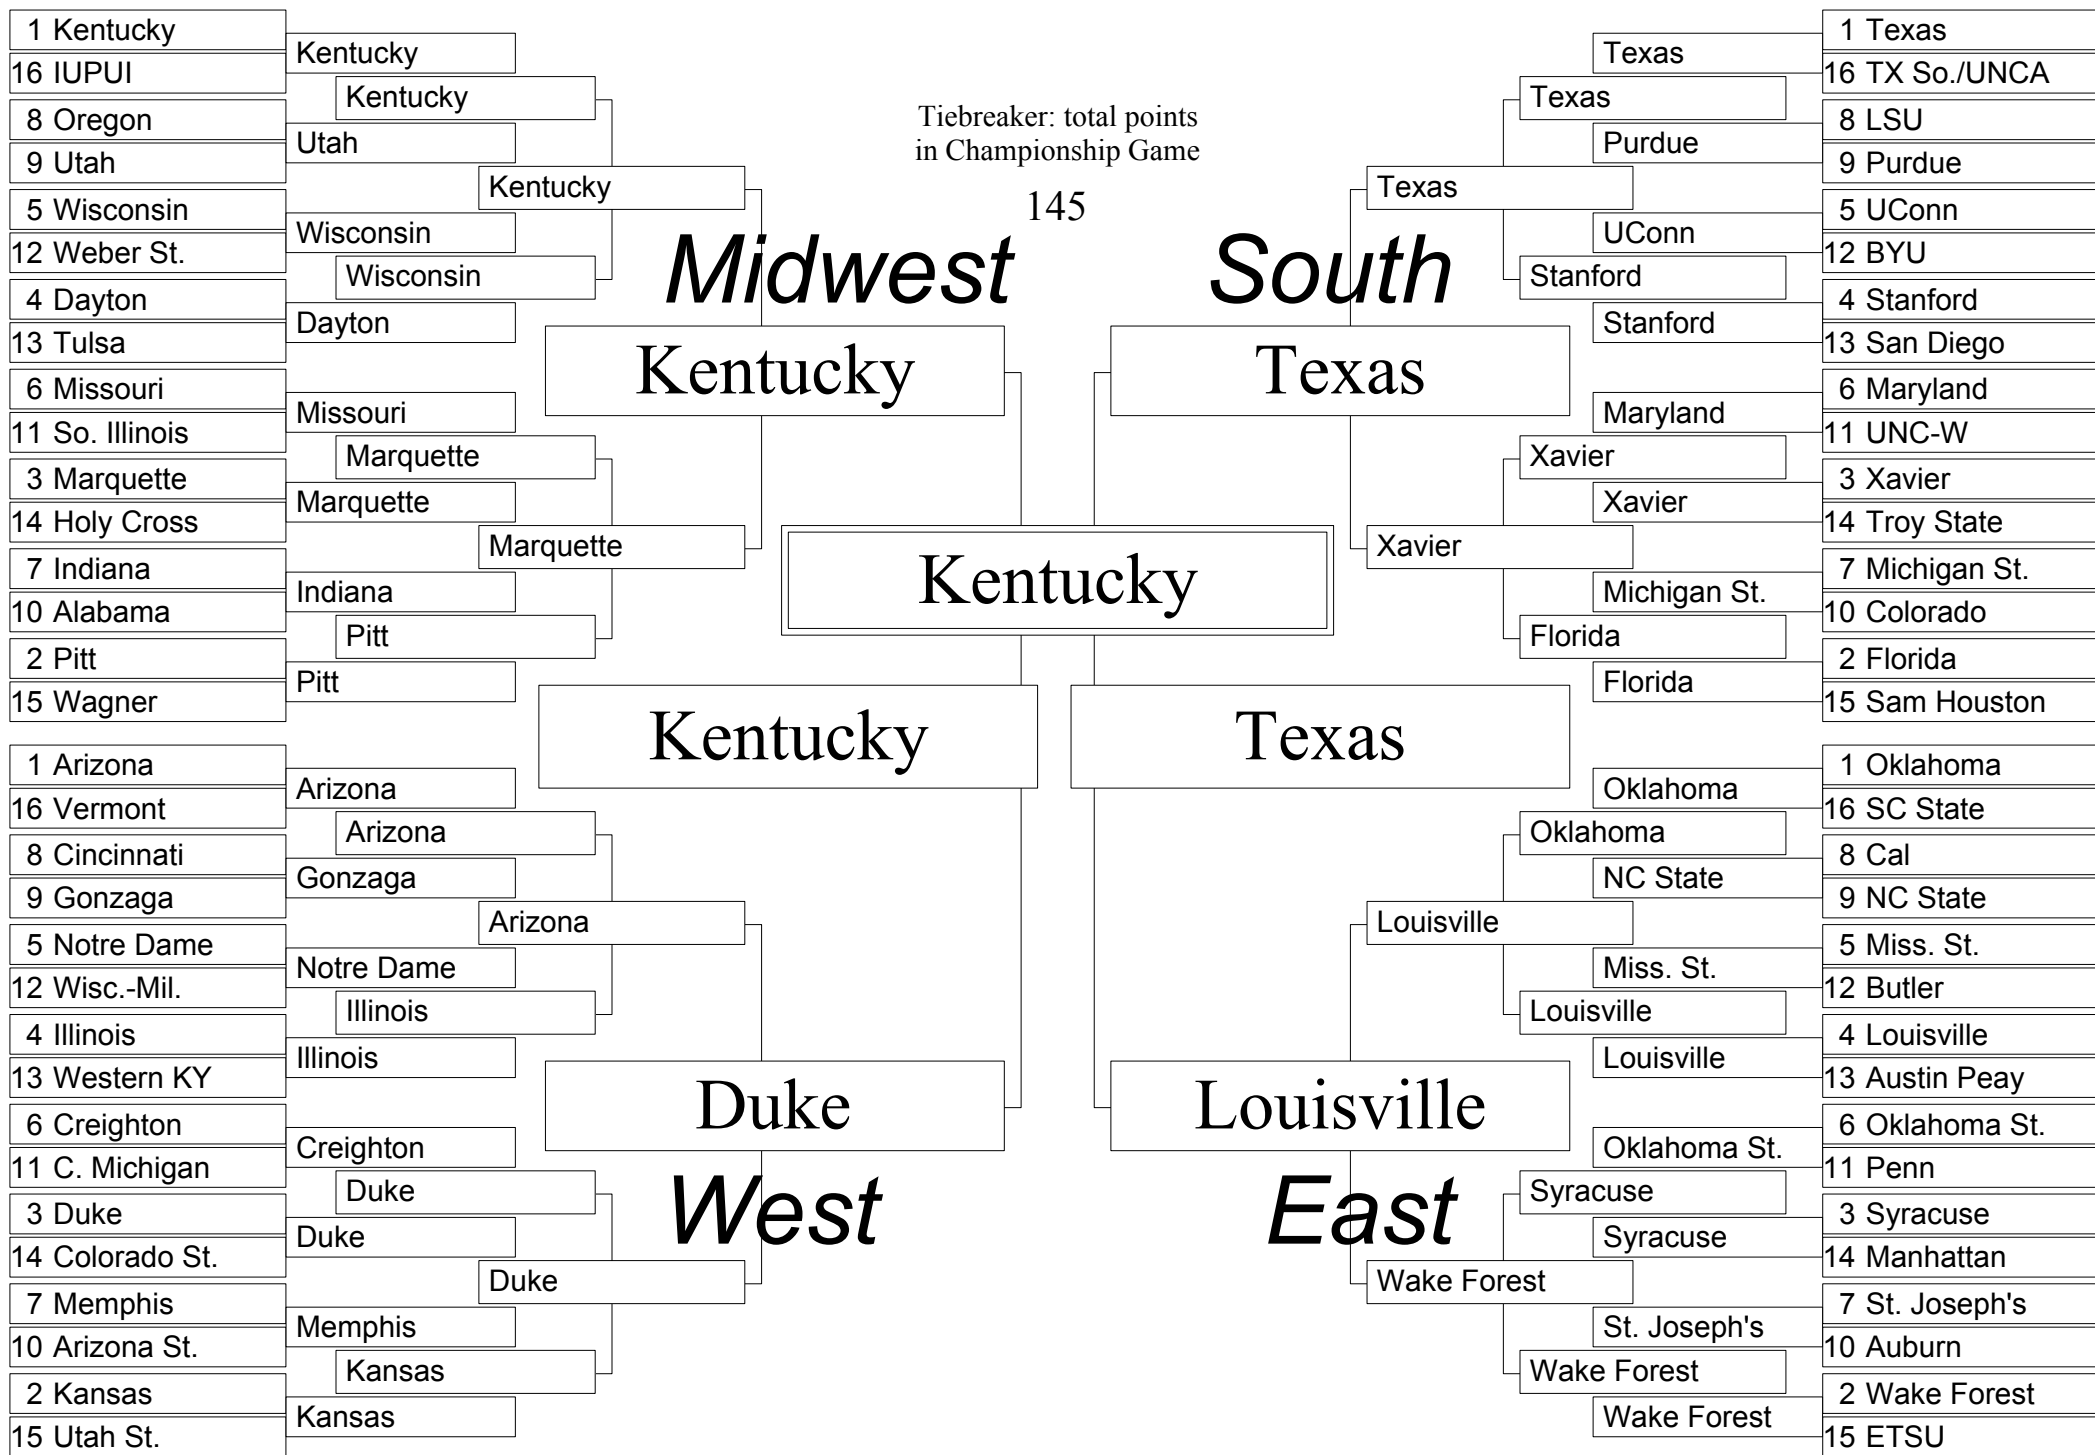 1 Kentucky
16 IUPUI
8 Oregon
9 Utah
5 Wisconsin
12 Weber St.
4 Dayton
13 Tulsa
6 Missouri
11 So. Illinois
3 Marquette
14 Holy Cross
7 Indiana
10 Alabama
2 Pitt
15 Wagner
Kentucky
Utah
Wisconsin
Dayton
Missouri
Marquette
Indiana
Pitt
Kentucky
Wisconsin
Marquette
Pitt
Kentucky
Marquette
Midwest
Kentucky
1 Arizona
16 Vermont
8 Cincinnati
9 Gonzaga
5 Notre Dame
12 Wisc.-Mil.
4 Illinois
13 Western KY
6 Creighton
11 C. Michigan
3 Duke
14 Colorado St.
7 Memphis
10 Arizona St.
2 Kansas
15 Utah St.
Arizona
Gonzaga
Notre Dame
Illinois
Creighton
Duke
Memphis
Kansas
Arizona
Illinois
Duke
Kansas
Arizona
Duke
Duke
West
Tiebreaker: total points
in Championship Game
145
Kentucky
Kentucky
Texas
South
Texas
Texas
Xavier
Texas
Stanford
Xavier
Florida
Texas
Purdue
UConn
Stanford
Maryland
Xavier
Michigan St.
Florida
1 Texas
16 TX So./UNCA
8 LSU
9 Purdue
5 UConn
12 BYU
4 Stanford
13 San Diego
6 Maryland
11 UNC-W
3 Xavier
14 Troy State
7 Michigan St.
10 Colorado
2 Florida
15 Sam Houston
Louisville
East
Louisville
Wake Forest
Oklahoma
Louisville
Syracuse
Wake Forest
Oklahoma
NC State
Miss. St.
Louisville
Oklahoma St.
Syracuse
St. Joseph's
Wake Forest
1 Oklahoma
16 SC State
8 Cal
9 NC State
5 Miss. St.
12 Butler
4 Louisville
13 Austin Peay
6 Oklahoma St.
11 Penn
3 Syracuse
14 Manhattan
7 St. Joseph's
10 Auburn
2 Wake Forest
15 ETSU